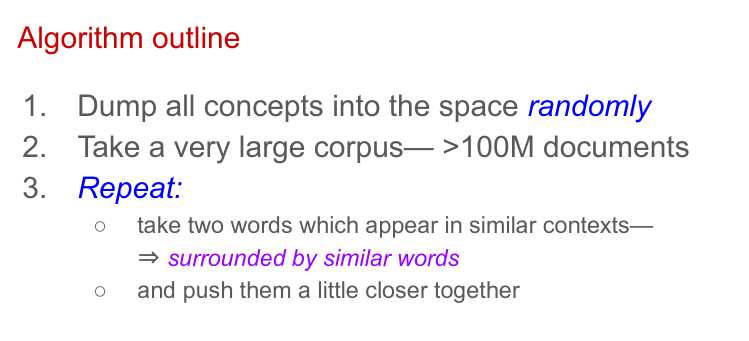 Algorithm outline
1. Dump all concepts into the space randomly
2. Take a very large corpus— >100M documents
3. Repeat:
○ take two words which appear in similar contexts—
⇒ surrounded by similar words
○ and push them a little closer together